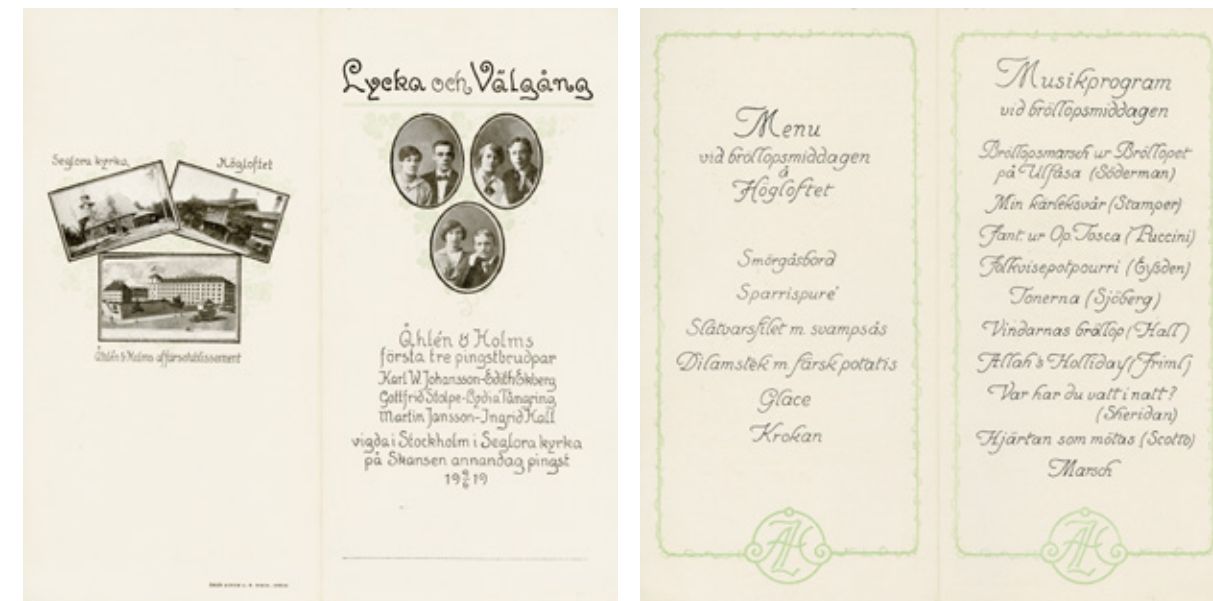 Seglora kyrka,
Högloftet
Åhlén & Holms affärsetablissement
Lycka och Välgång
Åhlén & Holms
första tre pingstbrudpar
Karl W. Johansson-Edith Ekberg
Gottfrid Stolpe-Lydia Tångring,
Martin Jansson-Ingrid Hall
vigda i Stockholm i Seglora kyrka
på Skansen annandag pingst
19 9/6 19
Menu
vid bröllopsmiddagen
å
Högloftet
Smörgåsbord
Sparrispuré
Slätvarsfilet m. svampsås
Dilamstek m färsk potatis
Glace
Krokan
AH
Musikprogram
vid bröllopsmiddagen
Bröllopsmarsch ur Bröllopet
på Ulfåsa (Söderman)
Min kärleksvår (Stamper)
Fant. ur Op. Tosca (Puccini)
Folkvisepotpourri (Eysden)
Tonerna (Sjöberg)
Vindarnas bröllop (Hall)
Allah's Holliday (Friml)
Var har du vatt i natt?
(Sheridan)
Hjärtan som mötas (Scotto)
Marsch
AH